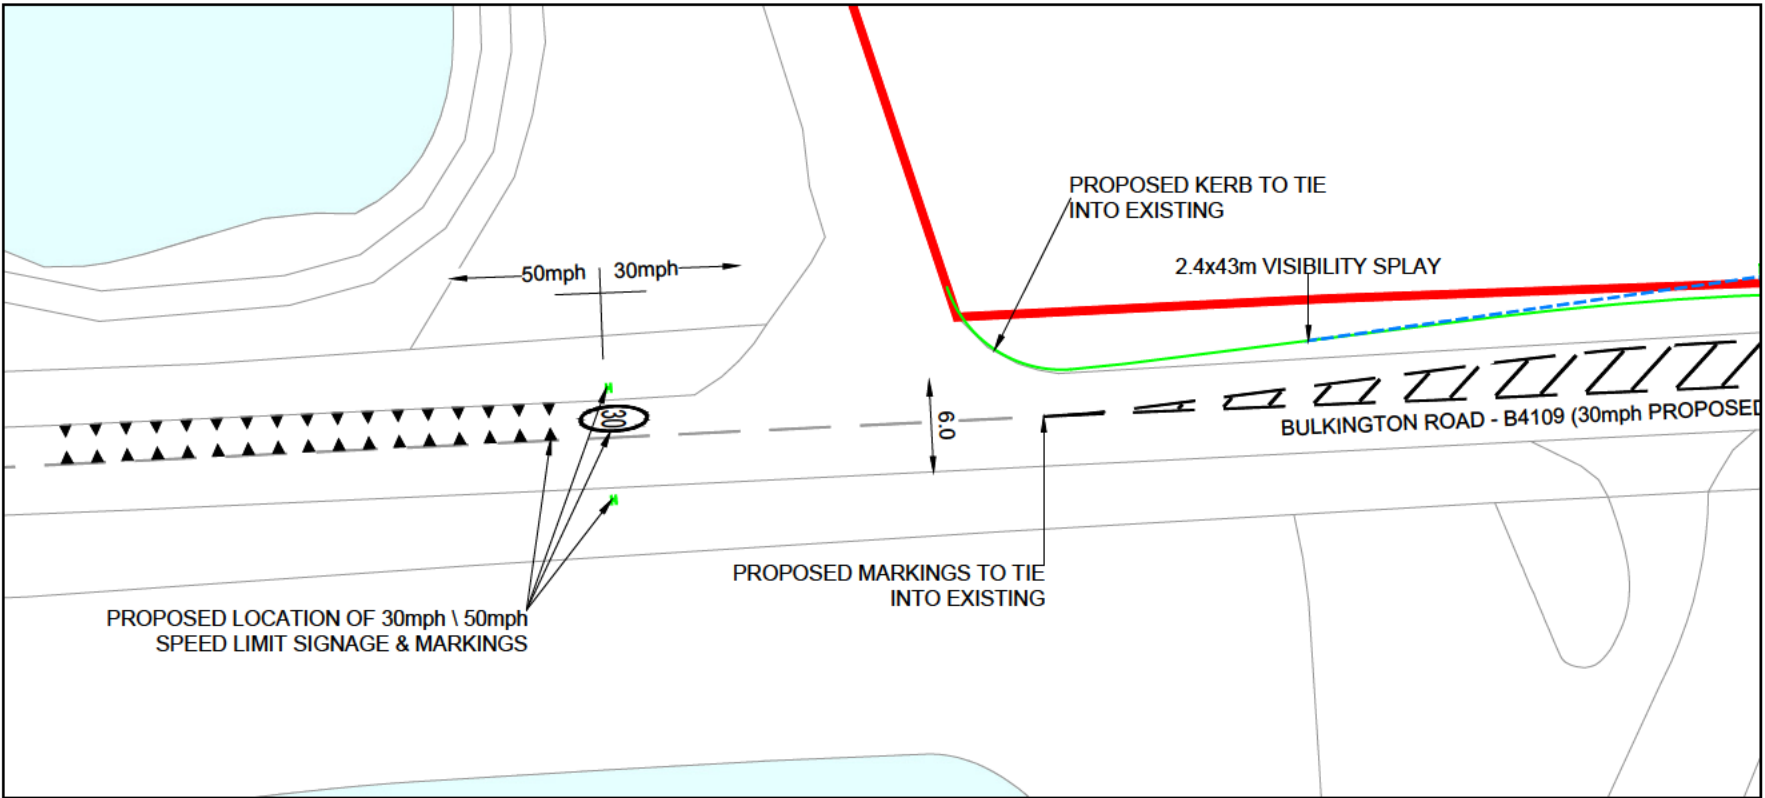 PROPOSED KERB TO TIE
INTO EXISTING
2.4x43m VISIBILITY SPLAY
50mph
30mph
30
6.0
BULKINGTON ROAD - B4109 (30mph PROPOSED
PROPOSED MARKINGS TO TIE
INTO EXISTING
PROPOSED LOCATION OF 30mph \ 50mph
SPEED LIMIT SIGNAGE & MARKINGS